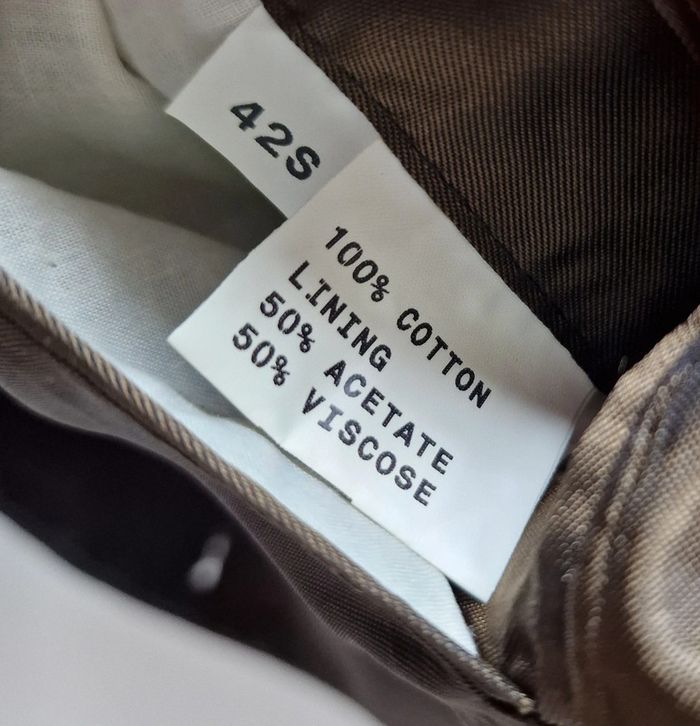 42S
100% COTTON
LINING
50% ACETATE
50% VISCOSE